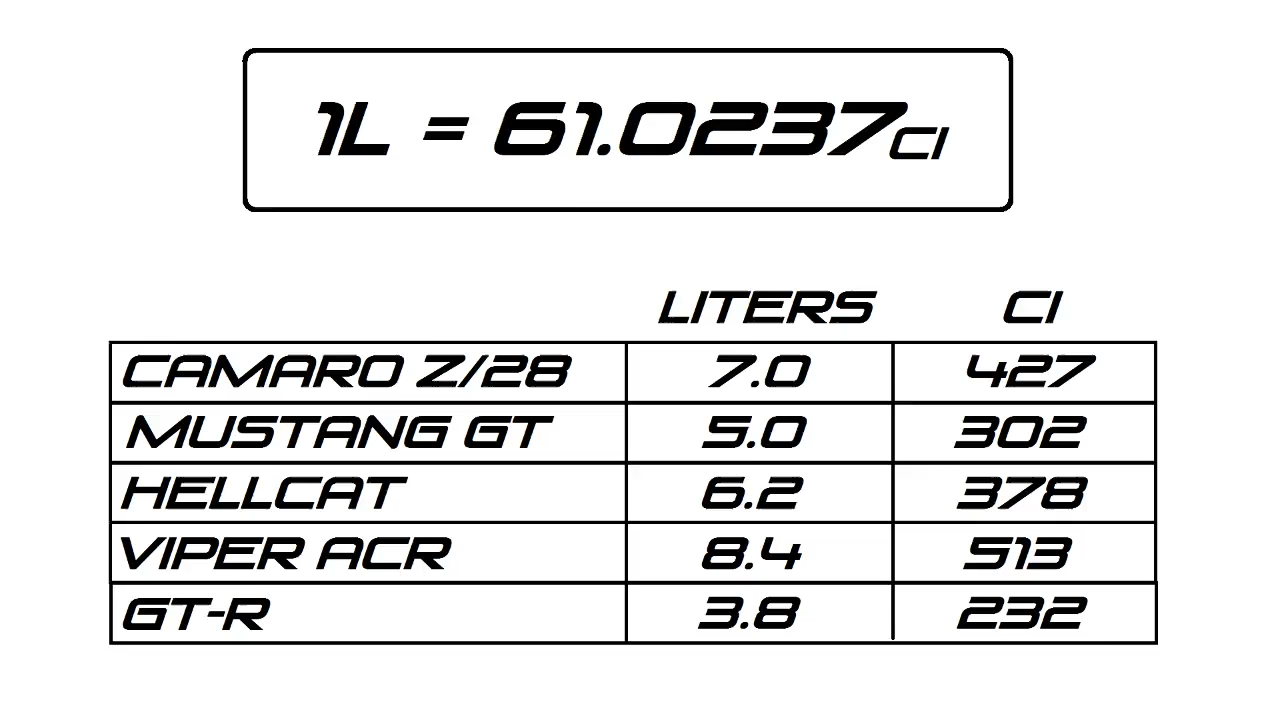 1L = 61.0237CI
LITERS CI
CAMARO Z/28 7.0 427
MUSTANG GT 5.0 302
HELLCAT 6.2 378
VIPER ACR 8.4 513
GT-R 3.8 232